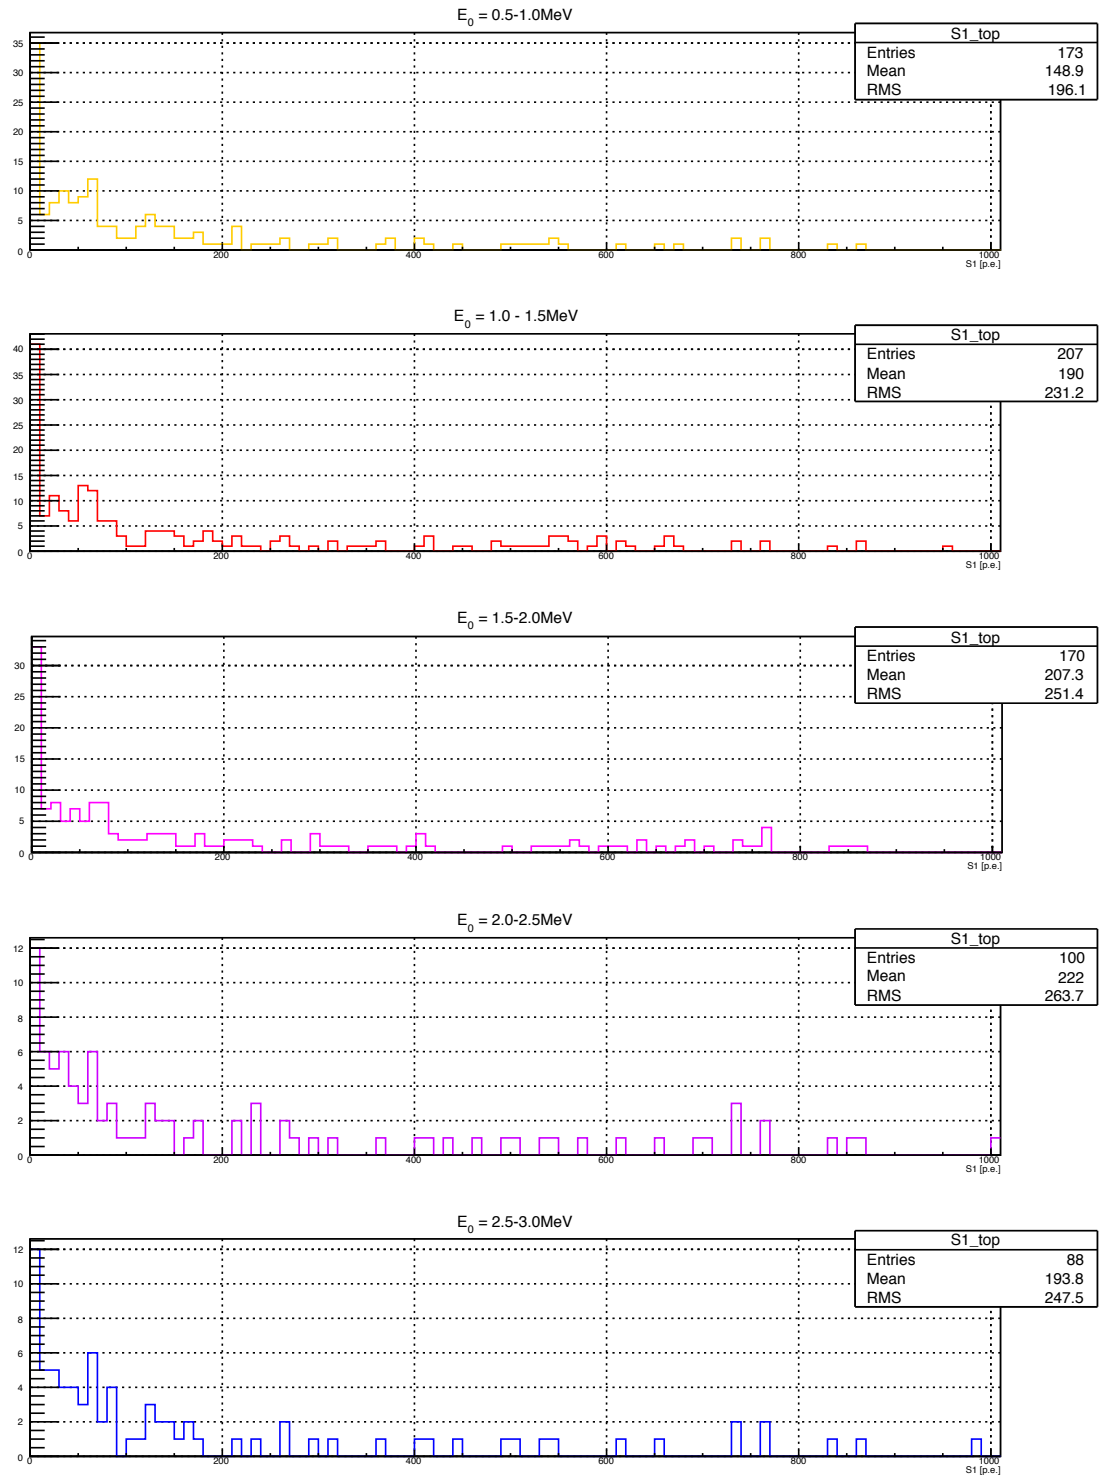 E0 = 0.5-1.0MeV
S1_top
Entries 173
Mean 148.9
RMS 196.1
35
30
25
20
15
10
5
0
0 200 400 600 800 1000
S1 [p.e.]
E0 = 1.0 - 1.5MeV
S1_top
Entries 207
Mean 190
RMS 231.2
40
35
30
25
20
15
10
5
0
0 200 400 600 800 1000
S1 [p.e.]
E0 = 1.5-2.0MeV
S1_top
Entries 170
Mean 207.3
RMS 251.4
30
25
20
15
10
5
0
0 200 400 600 800 1000
S1 [p.e.]
E0 = 2.0-2.5MeV
S1_top
Entries 100
Mean 222
RMS 263.7
12
10
8
6
4
2
0
0 200 400 600 800 1000
S1 [p.e.]
E0 = 2.5-3.0MeV
S1_top
Entries 88
Mean 193.8
RMS 247.5
12
10
8
6
4
2
0
0 200 400 600 800 1000
S1 [p.e.]